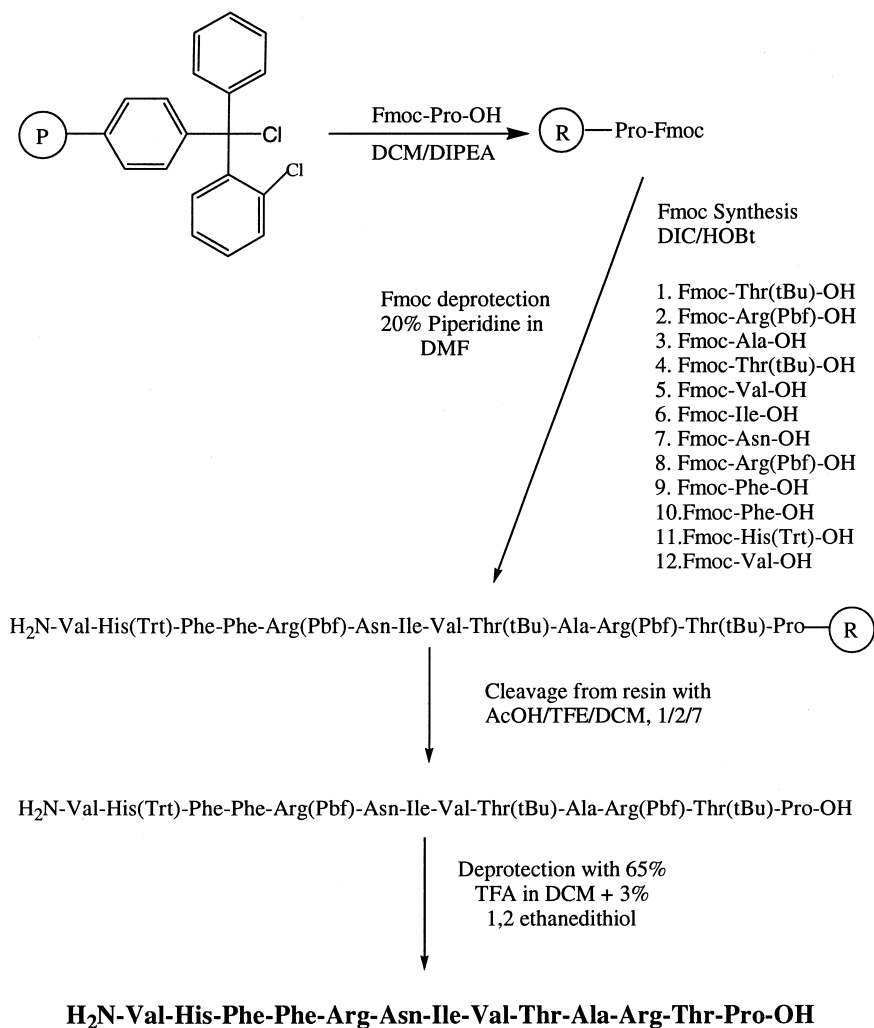 P
Cl
Cl
Fmoc-Pro-OH
DCM/DIPEA
R
Pro-Fmoc
Fmoc Synthesis
DIC/HOBt
Fmoc deprotection
20% Piperidine in
DMF
1. Fmoc-Thr(tBu)-OH
2. Fmoc-Arg(Pbf)-OH
3. Fmoc-Ala-OH
4. Fmoc-Thr(tBu)-OH
5. Fmoc-Val-OH
6. Fmoc-Ile-OH
7. Fmoc-Asn-OH
8. Fmoc-Arg(Pbf)-OH
9. Fmoc-Phe-OH
10.Fmoc-Phe-OH
11.Fmoc-His(Trt)-OH
12.Fmoc-Val-OH
H₂N-Val-His(Trt)-Phe-Phe-Arg(Pbf)-Asn-Ile-Val-Thr(tBu)-Ala-Arg(Pbf)-Thr(tBu)-Pro—R
Cleavage from resin with
AcOH/TFE/DCM, 1/2/7
H₂N-Val-His(Trt)-Phe-Phe-Arg(Pbf)-Asn-Ile-Val-Thr(tBu)-Ala-Arg(Pbf)-Thr(tBu)-Pro-OH
Deprotection with 65%
TFA in DCM + 3%
1,2 ethanedithiol
H₂N-Val-His-Phe-Phe-Arg-Asn-Ile-Val-Thr-Ala-Arg-Thr-Pro-OH